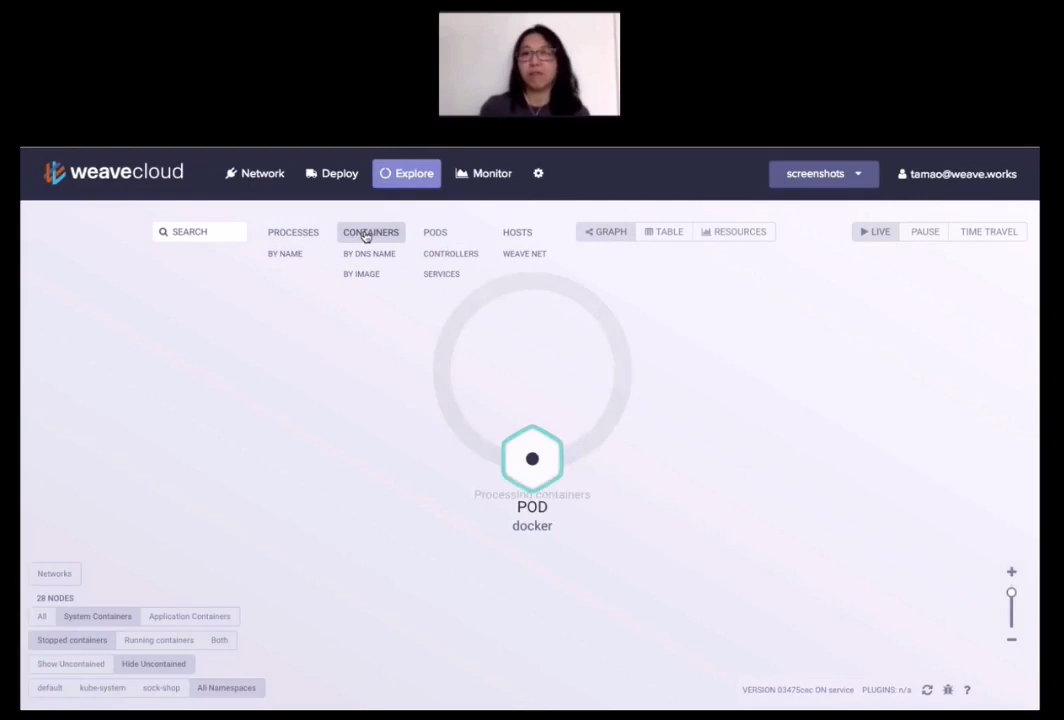 weavecloud Network Deploy Explore Monitor screenshots tamao@weave.works
SEARCH PROCESSES CONTAINERS PODS HOSTS GRAPH TABLE RESOURCES LIVE PAUSE TIME TRAVEL
BY NAME BY DNS NAME CONTROLLERS WEAVE NET
BY IMAGE SERVICES
Processing containers
POD
docker
Networks
28 NODES
All System Containers Application Containers
Stopped containers Running containers Both
Show Uncontained Hide Uncontained
default kube-system sock-shop All Namespaces
VERSION 03475cec ON service PLUGINS: n/a ?